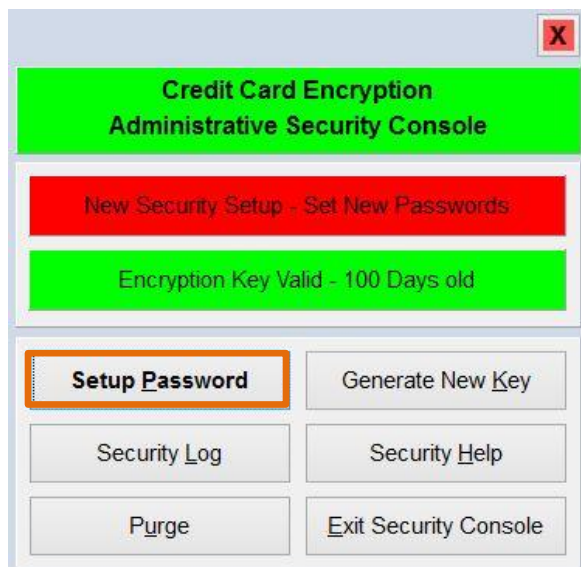 X
Credit Card Encryption
Administrative Security Console
New Security Setup - Set New Passwords
Encryption Key Valid - 100 Days old
Setup Password
Generate New Key
Security Log
Security Help
Purge
Exit Security Console